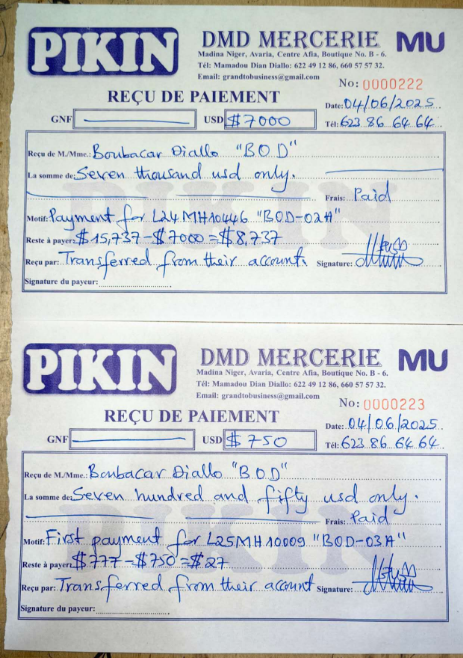 PIKIN
DMD MERCERIE MU
Madina Niger, Avaria, Centre Afia, Boutique No. B - 6.
Tél: Mamadou Dian Diallo: 622 49 12 86, 660 57 57 32.
Email: grandtobusiness@gmail.com
No: 0000222
REÇU DE PAIEMENT
Date: 04/06/2025
GNF USD $7000 Tél: 623 86 64 64
Reçu de M./Mme: Boubacar Diallo "BOD"
La somme de: Seven thousand usd only.
Frais: Paid
Motif: Payment for L24MH10446 "BOD-02A"
Reste à payer: $15,737-$7000=$8,737
Reçu par: Transferred from their account. Signature:
Signature du payeur:
PIKIN
DMD MERCERIE MU
Madina Niger, Avaria, Centre Afia, Boutique No. B - 6.
Tél: Mamadou Dian Diallo: 622 49 12 86, 660 57 57 32.
Email: grandtobusiness@gmail.com
No: 0000223
REÇU DE PAIEMENT
Date: 04/06/2025
GNF USD $750 Tél: 623 86 64 64
Reçu de M./Mme: Boubacar Diallo "BOD"
La somme de: Seven hundred and fifty usd only.
Frais: Paid
Motif: First payment for L25MH10009 "BOD-03A"
Reste à payer: $777-$750=$27
Reçu par: Transferred from their account Signature:
Signature du payeur: